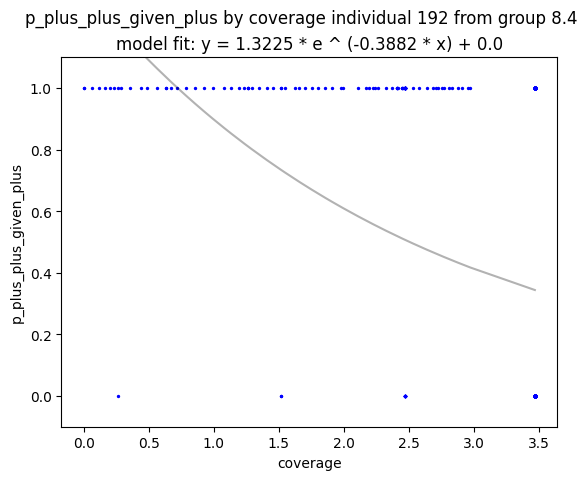 p_plus_plus_given_plus by coverage individual 192 from group 8.4
model fit: y = 1.3225 * e ^ (-0.3882 * x) + 0.0
p_plus_plus_given_plus
1.0
0.8
0.6
0.4
0.2
0.0
0.0 0.5 1.0 1.5 2.0 2.5 3.0 3.5
coverage